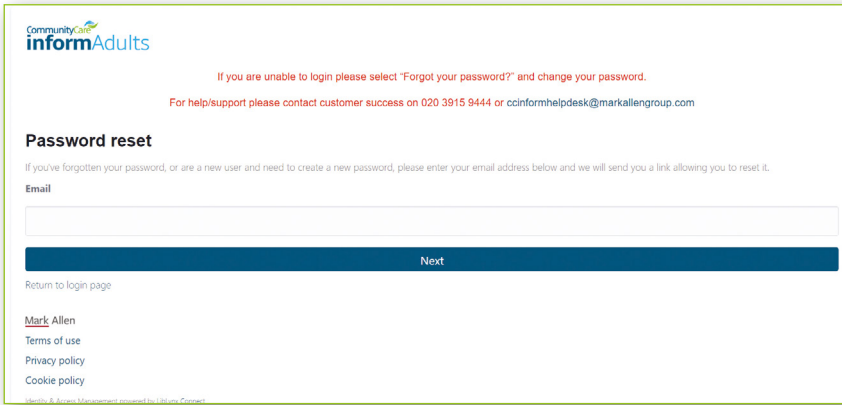 CommunityCare
informAdults
If you are unable to login please select “Forgot your password?” and change your password.
For help/support please contact customer success on 020 3915 9444 or ccinformhelpdesk@markallengroup.com
Password reset
If you've forgotten your password, or are a new user and need to create a new password, please enter your email address below and we will send you a link allowing you to reset it.
Email
Next
Return to login page
Mark Allen
Terms of use
Privacy policy
Cookie policy
Identity & Access Management powered by LibLynx Connect